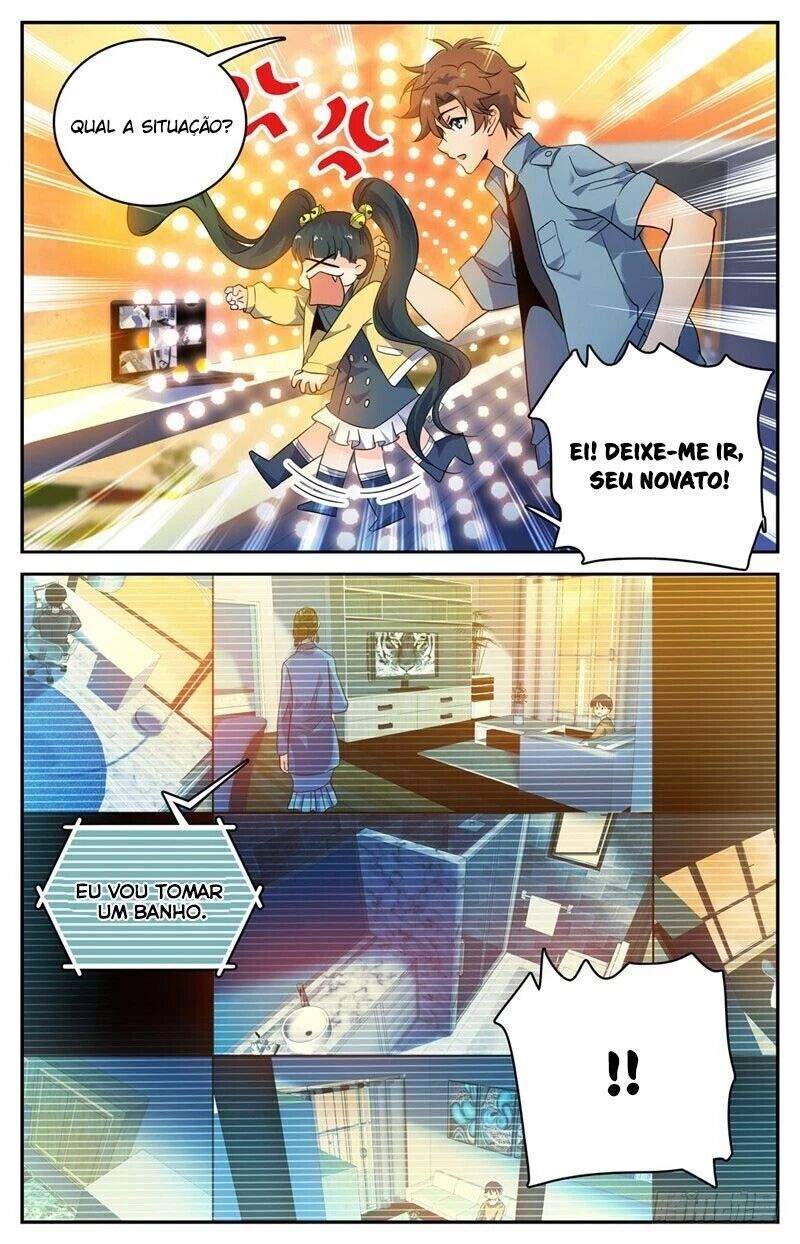 QUAL A SITUAÇÃO?
EI! DEIXE-ME IR,
SEU NOVATO!
EU VOU TOMAR
UM BANHO.
!!